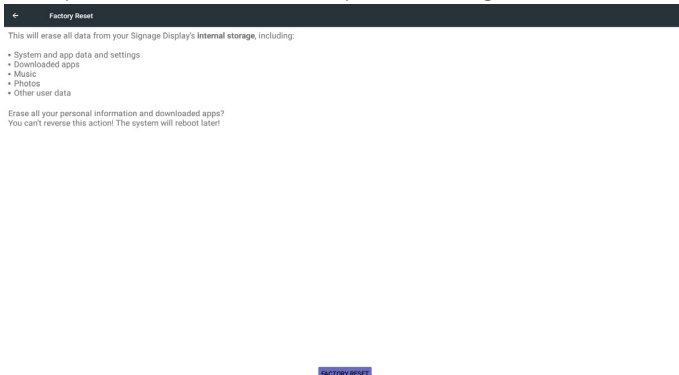 Factory Reset
This will erase all data from your Signage Display's internal storage, including:
• System and app data and settings
• Downloaded apps
• Music
• Photos
• Other user data
Erase all your personal information and downloaded apps?
You can't reverse this action! The system will reboot later!
FACTORY RESET